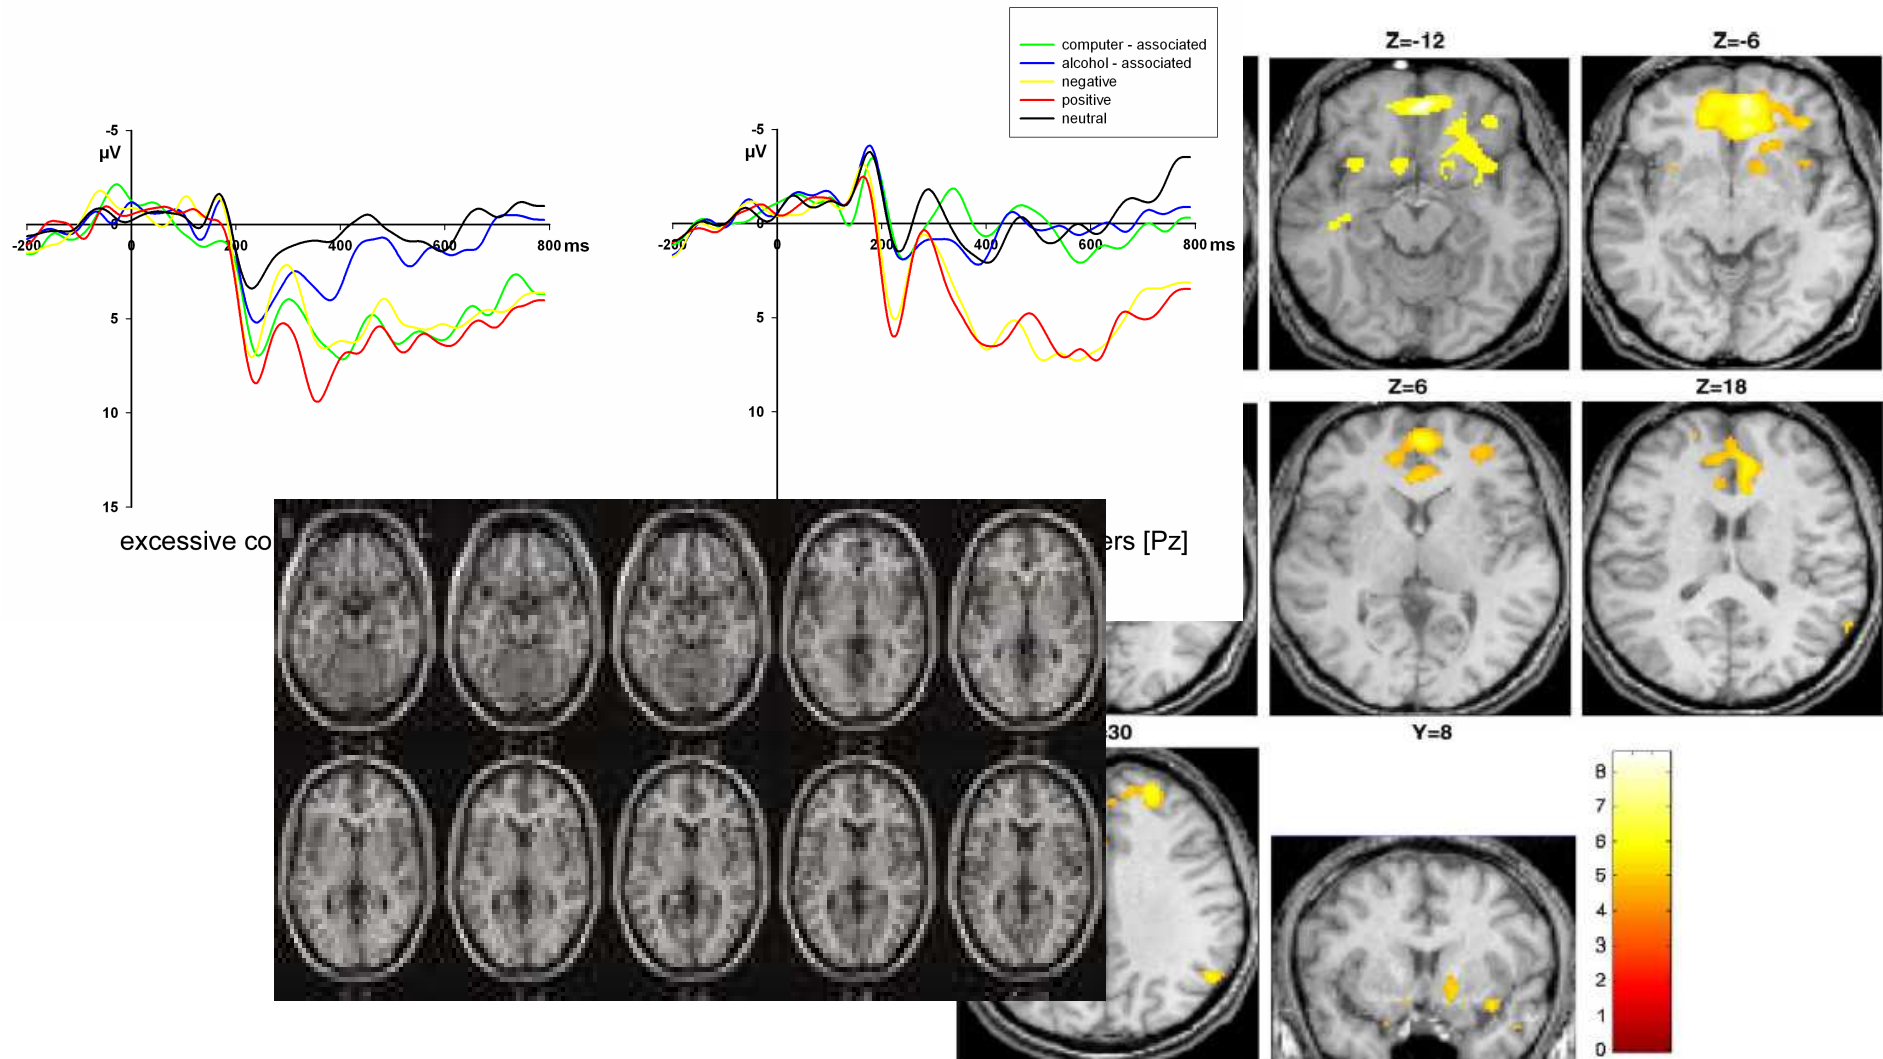 computer - associated
alcohol - associated
negative
positive
neutral
-5
µV
-200
0
200
400
600
800 ms
5
10
15
-5
µV
-200
0
200
400
600
800 ms
5
10
excessive co
ers [Pz]
Z=-12
Z=-6
Z=6
Z=18
30
Y=8
8
7
6
5
4
3
2
1
0